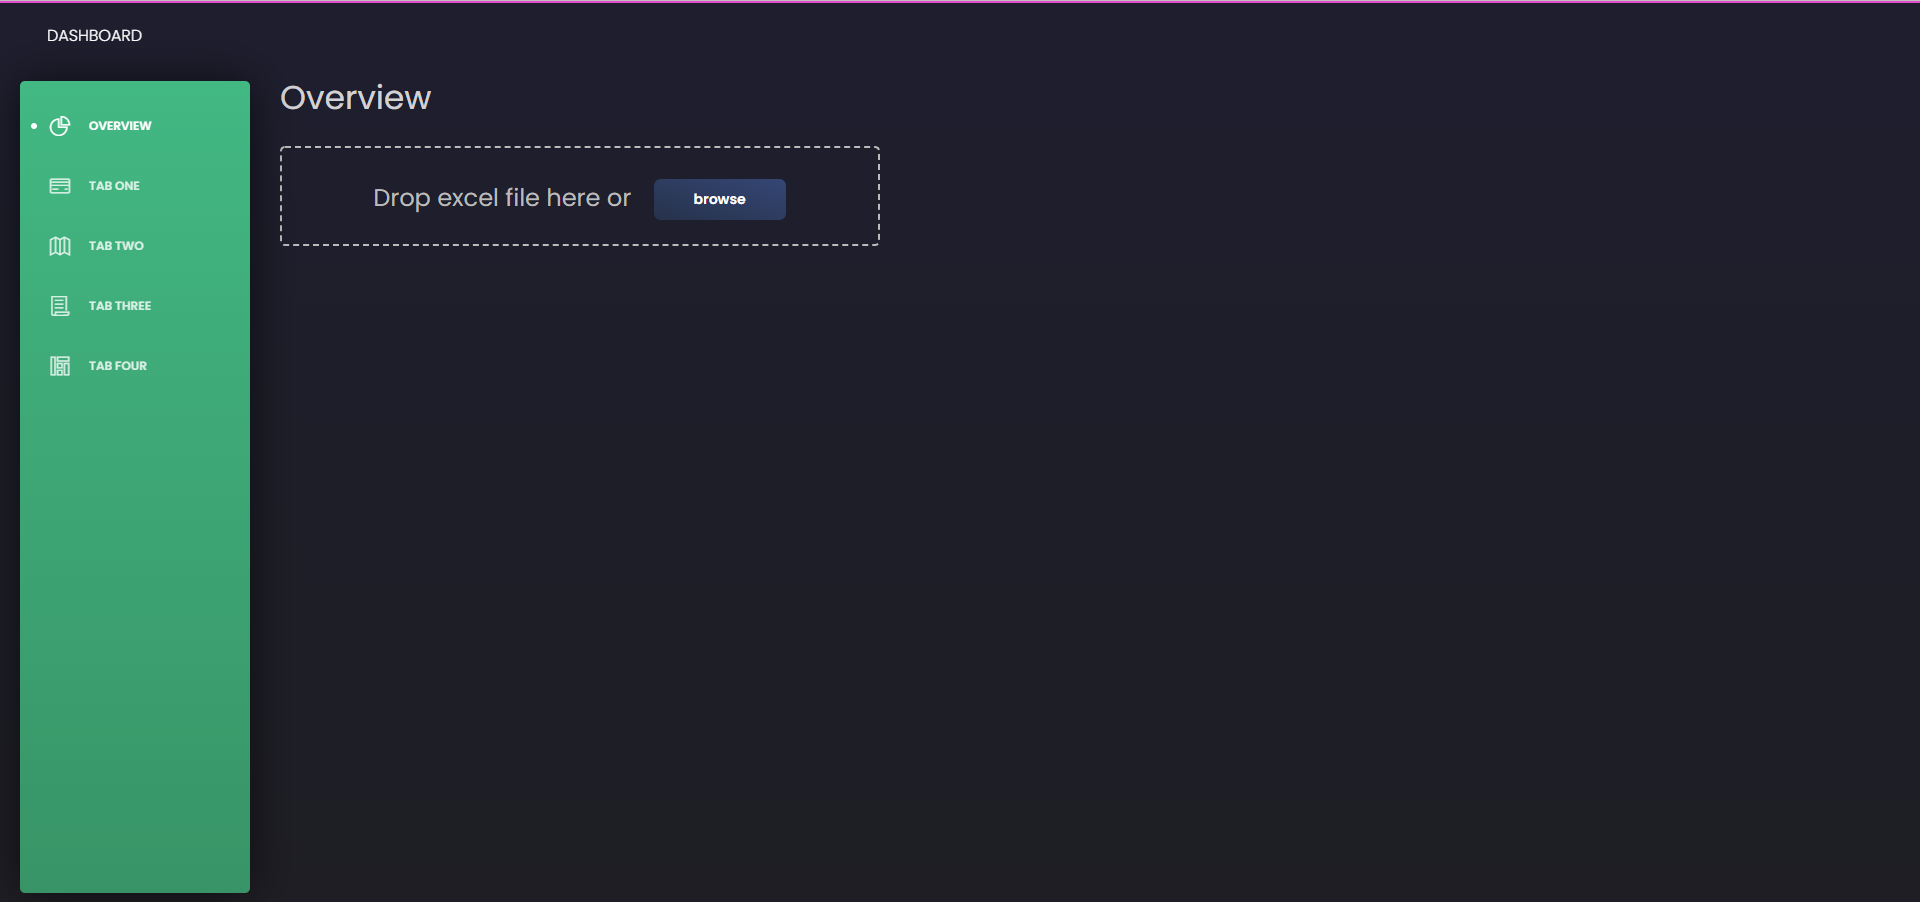 DASHBOARD
Overview
OVERVIEW
TAB ONE
TAB TWO
TAB THREE
TAB FOUR
Drop excel file here or browse